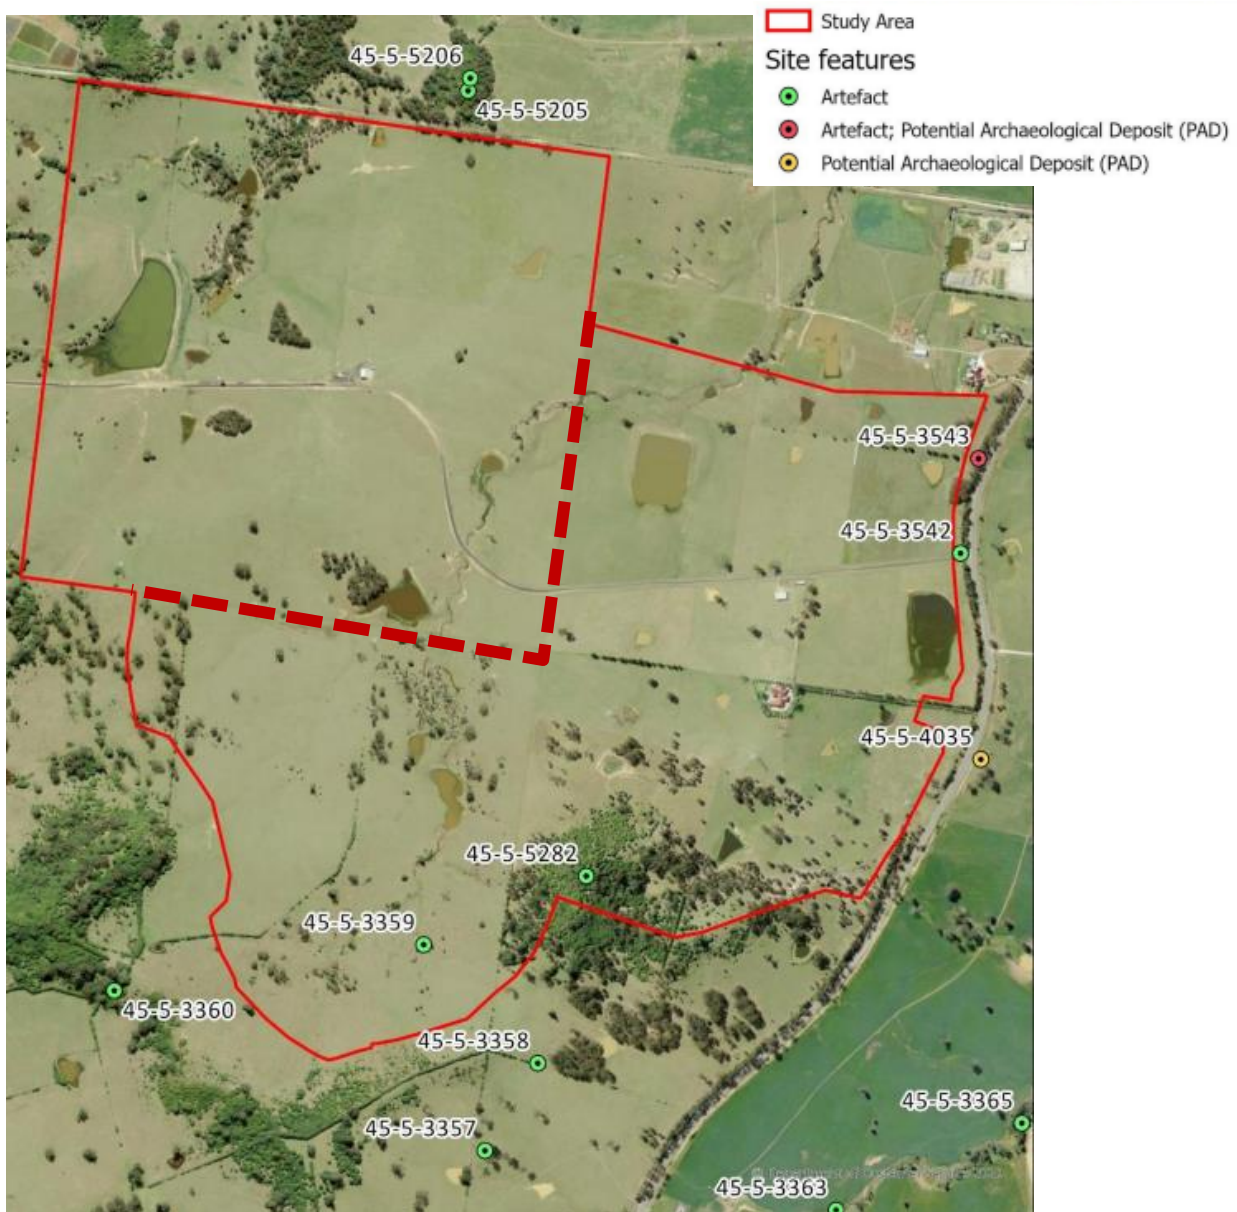 Study Area
Site features
Artefact
Artefact; Potential Archaeological Deposit (PAD)
Potential Archaeological Deposit (PAD)
45-5-5206
45-5-5205
45-5-3543
45-5-3542
45-5-4035
45-5-5282
45-5-3359
45-5-3360
45-5-3358
45-5-3365
45-5-3357
45-5-3363